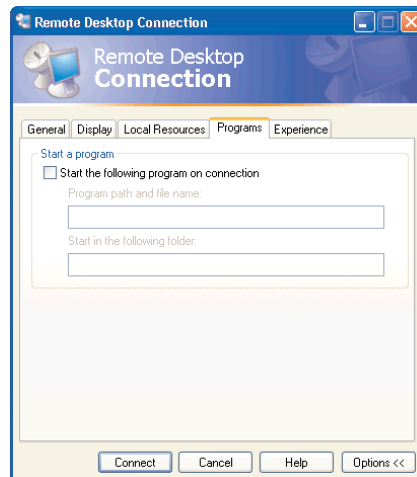 Remote Desktop Connection
Remote Desktop
Connection
General Display Local Resources Programs Experience
Start a program
Start the following program on connection
Program path and file name:
Start in the following folder:
Connect Cancel Help Options <<